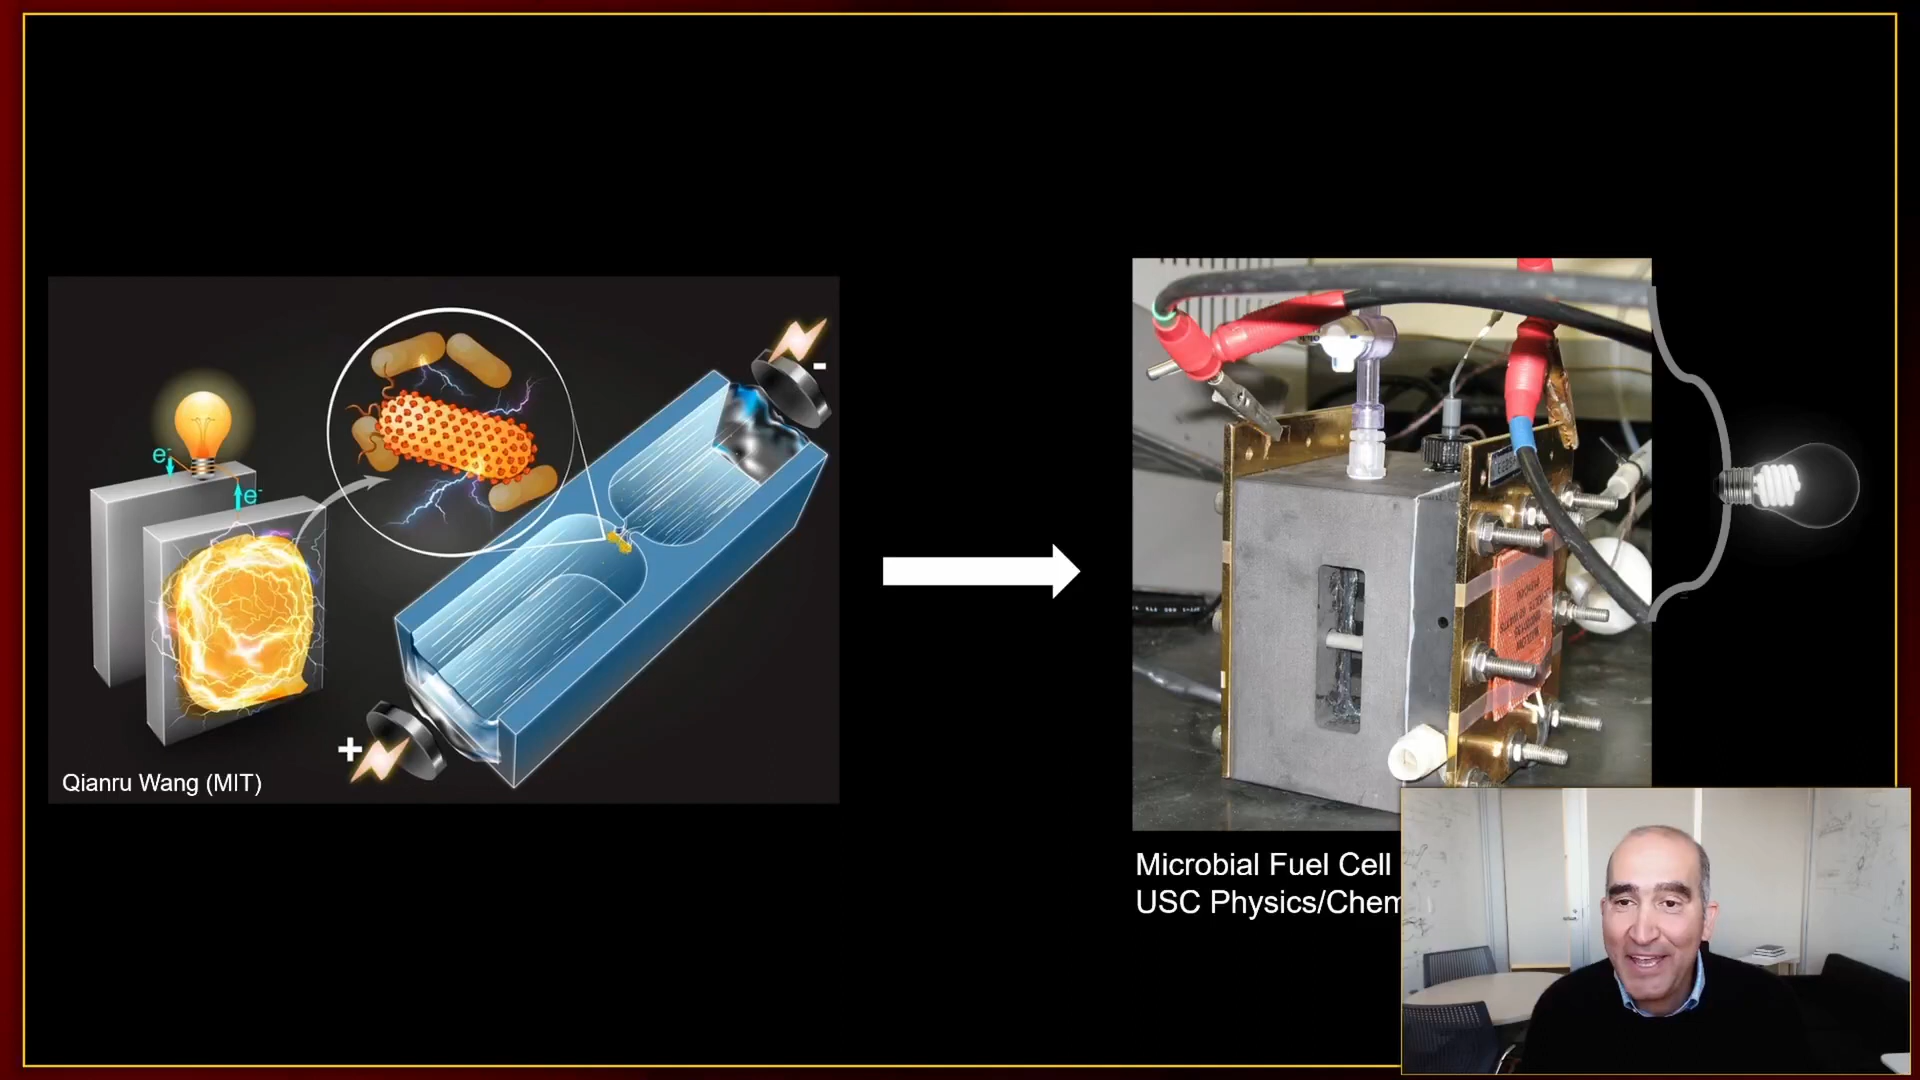 e-
e-
-
+
Qianru Wang (MIT)
Microbial Fuel Cell
USC Physics/Chem